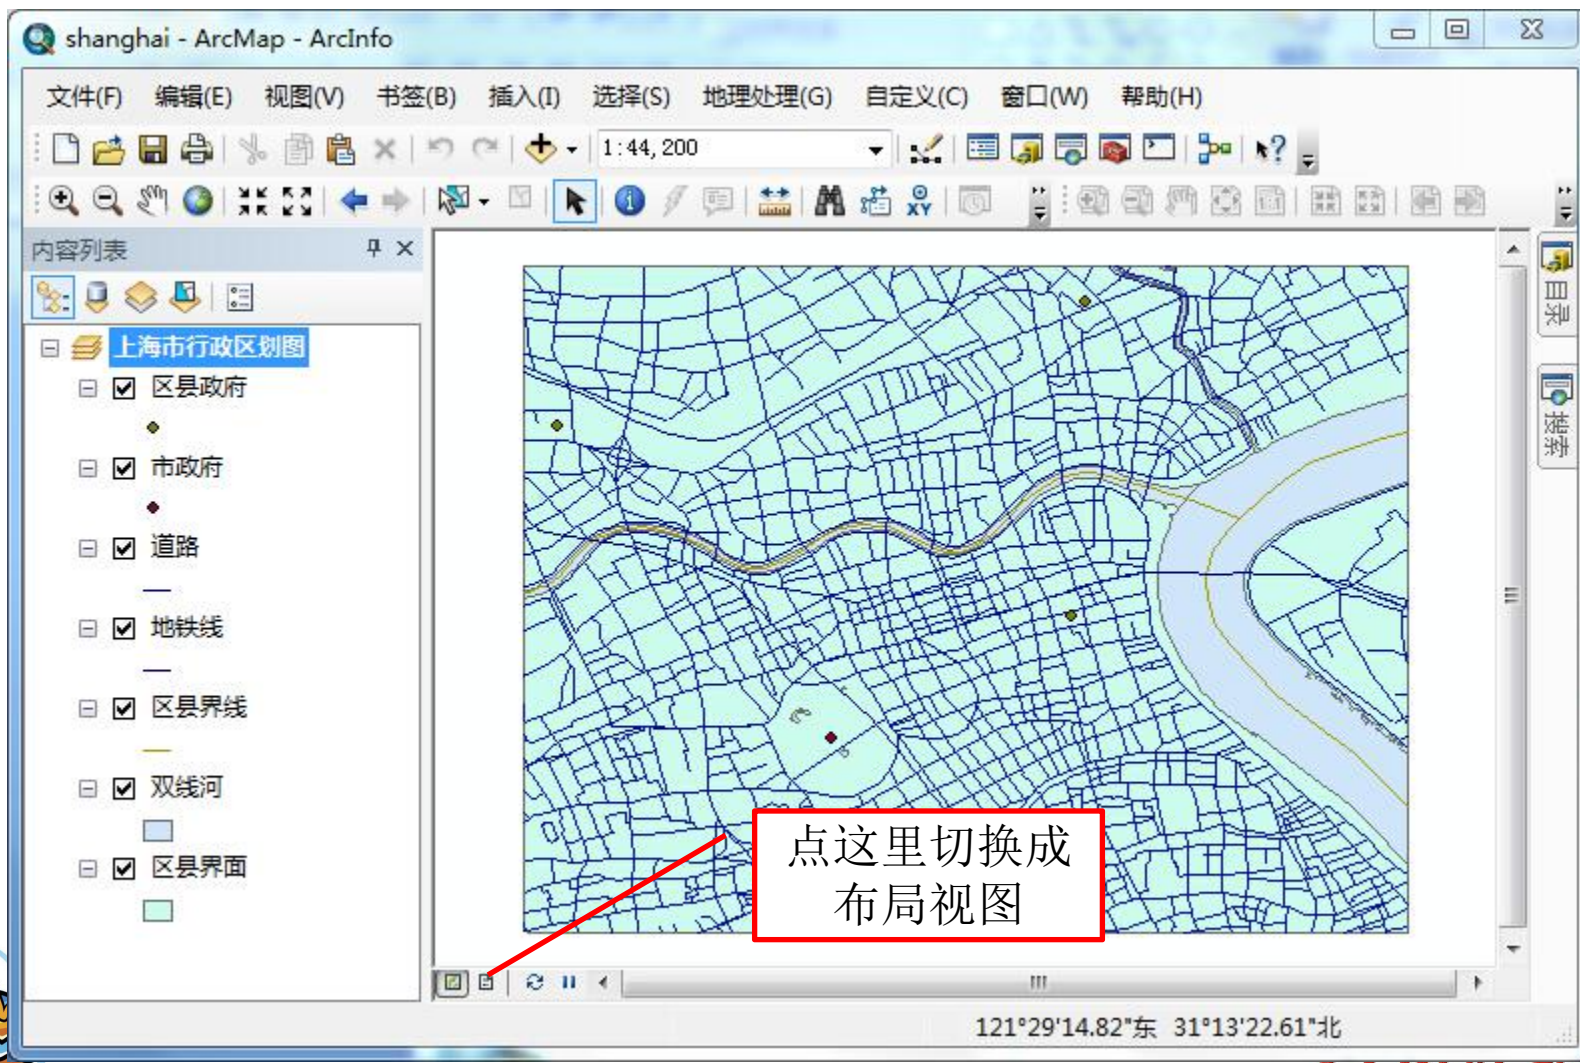 shanghai - ArcMap - ArcInfo
文件(F) 编辑(E) 视图(V) 书签(B) 插入(I) 选择(S) 地理处理(G) 自定义(C) 窗口(W) 帮助(H)
1:44,200
内容列表
上海市行政区划图
区县政府
市政府
道路
地铁线
区县界线
双线河
区县界面
目录
搜索
点这里切换成
布局视图
121°29'14.82"东 31°13'22.61"北